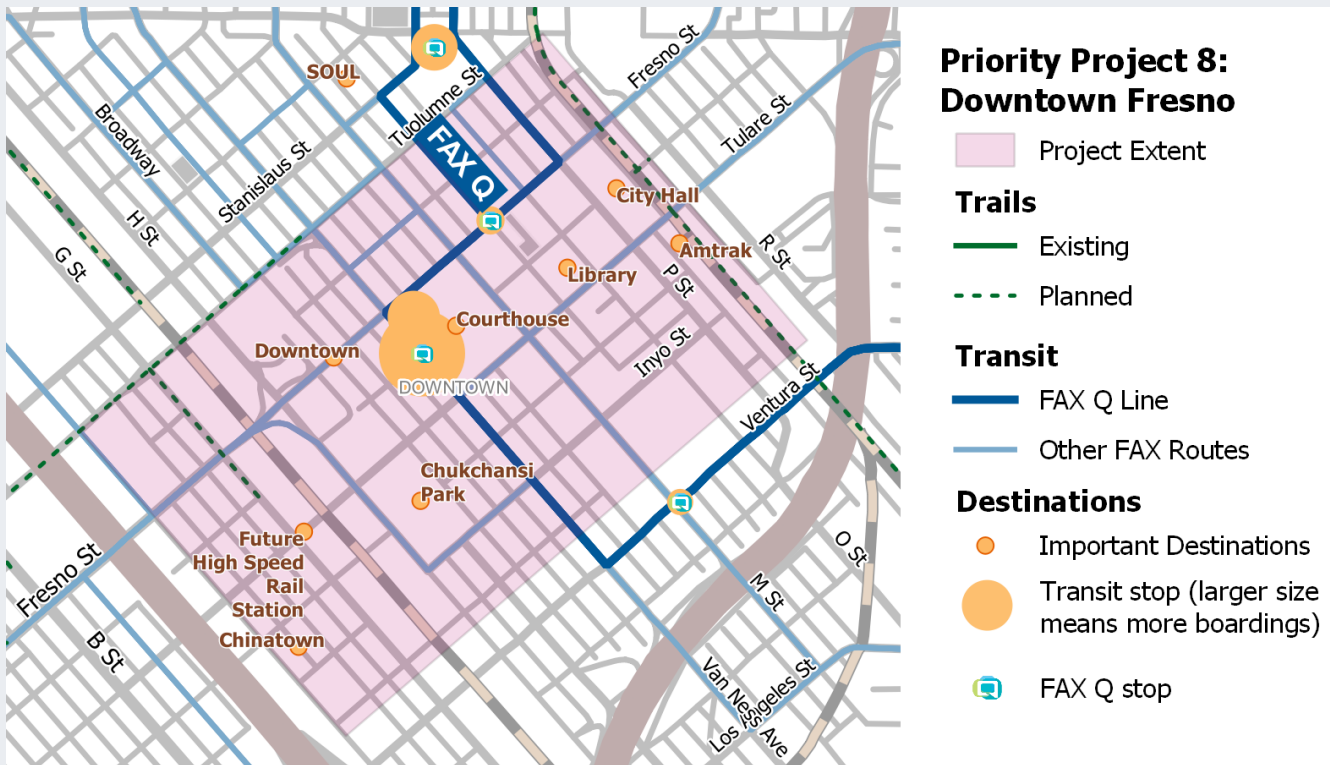 SOUL
Tuolumne St
Fresno St
Tulare St
Broadway
Stanislaus St
FAX Q
H St
G St
City Hall
Amtrak
R St
Library
P St
Courthouse
Inyo St
Downtown
DOWNTOWN
Ventura St
Chukchansi
Park
Future
High Speed
Rail
Station
Chinatown
Fresno St
B St
O St
M St
Van Ness Ave
Los Angeles St
Priority Project 8:
Downtown Fresno
Project Extent
Trails
Existing
Planned
Transit
FAX Q Line
Other FAX Routes
Destinations
Important Destinations
Transit stop (larger size
means more boardings)
FAX Q stop